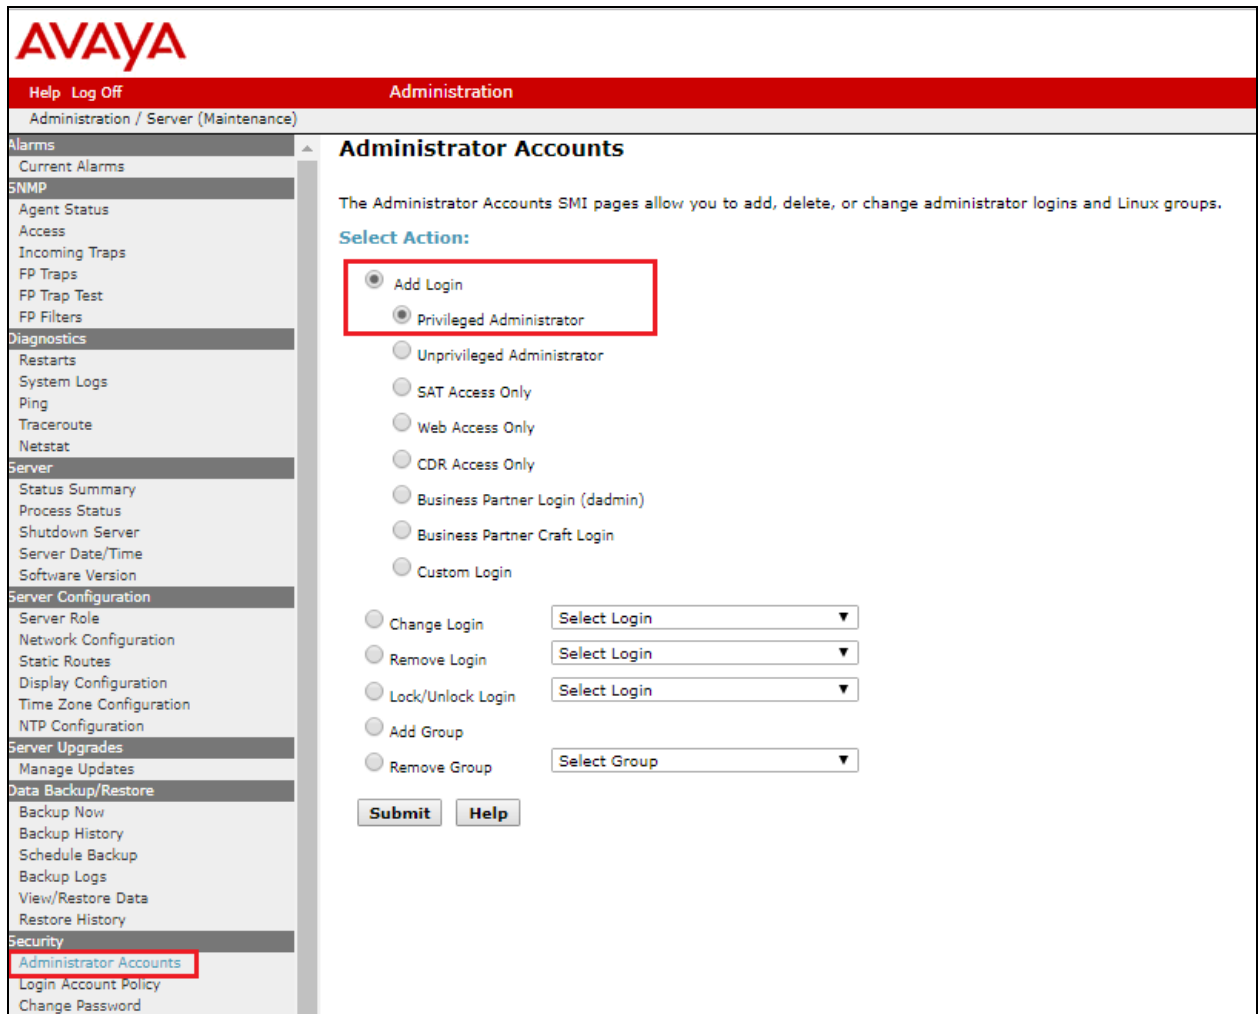 AVAYA
Help Log Off Administration
Administration / Server (Maintenance)
Alarms
Current Alarms
SNMP
Agent Status
Access
Incoming Traps
FP Traps
FP Trap Test
FP Filters
Diagnostics
Restarts
System Logs
Ping
Traceroute
Netstat
Server
Status Summary
Process Status
Shutdown Server
Server Date/Time
Software Version
Server Configuration
Server Role
Network Configuration
Static Routes
Display Configuration
Time Zone Configuration
NTP Configuration
Server Upgrades
Manage Updates
Data Backup/Restore
Backup Now
Backup History
Schedule Backup
Backup Logs
View/Restore Data
Restore History
Security
Administrator Accounts
Login Account Policy
Change Password
Administrator Accounts
The Administrator Accounts SMI pages allow you to add, delete, or change administrator logins and Linux groups.
Select Action:
Add Login
Privileged Administrator
Unprivileged Administrator
SAT Access Only
Web Access Only
CDR Access Only
Business Partner Login (dadmin)
Business Partner Craft Login
Custom Login
Change Login Select Login
Remove Login Select Login
Lock/Unlock Login Select Login
Add Group
Remove Group Select Group
Submit Help